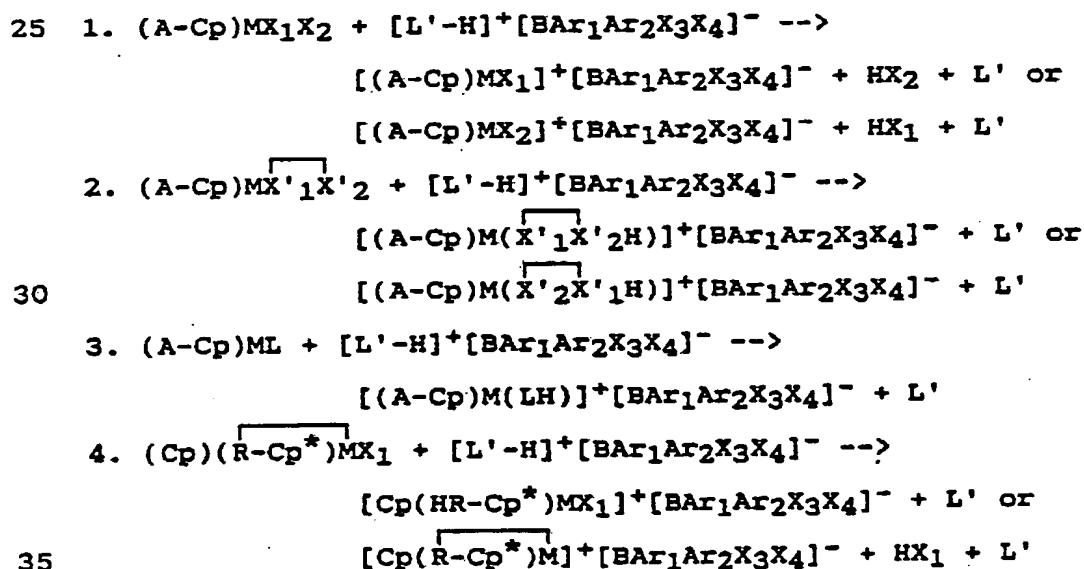 25 1. (A-Cp)MX₁X₂ + [L'-H]⁺[BAr₁Ar₂X₃X₄]⁻ -->
[(A-Cp)MX₁]⁺[BAr₁Ar₂X₃X₄]⁻ + HX₂ + L' or
[(A-Cp)MX₂]⁺[BAr₁Ar₂X₃X₄]⁻ + HX₁ + L'
2. (A-Cp)MX'₁X'₂ + [L'-H]⁺[BAr₁Ar₂X₃X₄]⁻ -->
[(A-Cp)M(X'₁X'₂H)]⁺[BAr₁Ar₂X₃X₄]⁻ + L' or
30 [(A-Cp)M(X'₂X'₁H)]⁺[BAr₁Ar₂X₃X₄]⁻ + L'
3. (A-Cp)ML + [L'-H]⁺[BAr₁Ar₂X₃X₄]⁻ -->
[(A-Cp)M(LH)]⁺[BAr₁Ar₂X₃X₄]⁻ + L'
4. (Cp)(R-Cp*)MX₁ + [L'-H]⁺[BAr₁Ar₂X₃X₄]⁻ -->
[Cp(HR-Cp*)MX₁]⁺[BAr₁Ar₂X₃X₄]⁻ + L' or
35 [Cp(R-Cp*)M]⁺[BAr₁Ar₂X₃X₄]⁻ + HX₁ + L'